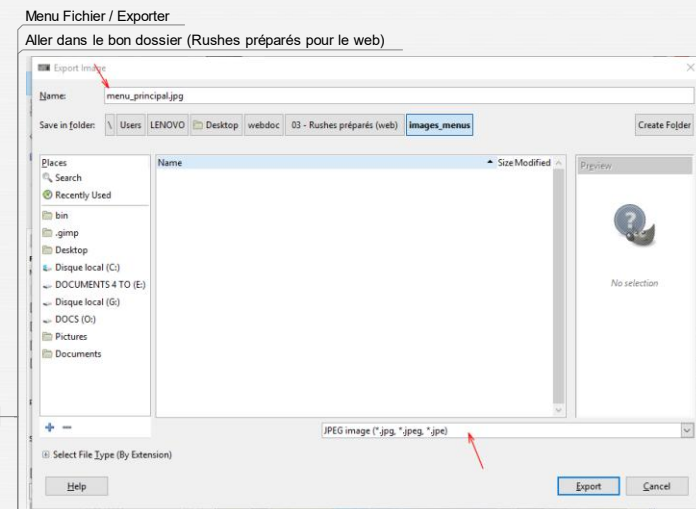 Menu Fichier / Exporter
Aller dans le bon dossier (Rushes préparés pour le web)
Export Image
Name: menu_principal.jpg
Save in folder: \ Users LENOVO Desktop webdoc 03 - Rushes préparés (web) images_menus Create Folder
Places Name Size Modified Preview
Search
Recently Used
bin
.gimp
Desktop
Disque local (C:)
DOCUMENTS 4 TO (E:)
No selection
Disque local (G:)
DOCS (O:)
Pictures
Documents
JPEG image (*.jpg, *.jpeg, *.jpe)
Select File Type (By Extension)
Help Export Cancel